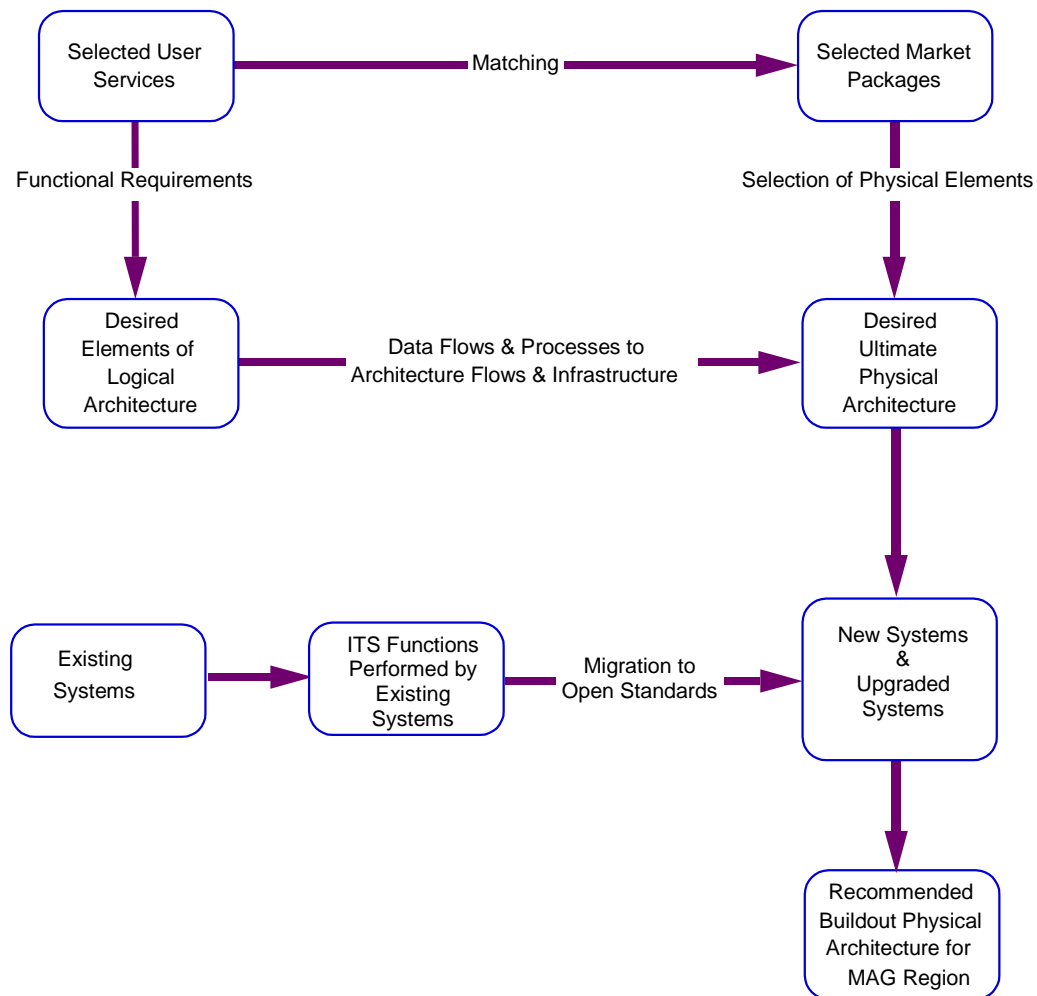 Selected User
Services
Matching
Selected Market
Packages
Functional Requirements
Selection of Physical Elements
Desired
Elements of
Logical
Architecture
Data Flows & Processes to
Architecture Flows & Infrastructure
Desired
Ultimate
Physical
Architecture
Existing
Systems
ITS Functions
Performed by
Existing
Systems
Migration to
Open Standards
New Systems
&
Upgraded
Systems
Recommended
Buildout Physical
Architecture for
MAG Region